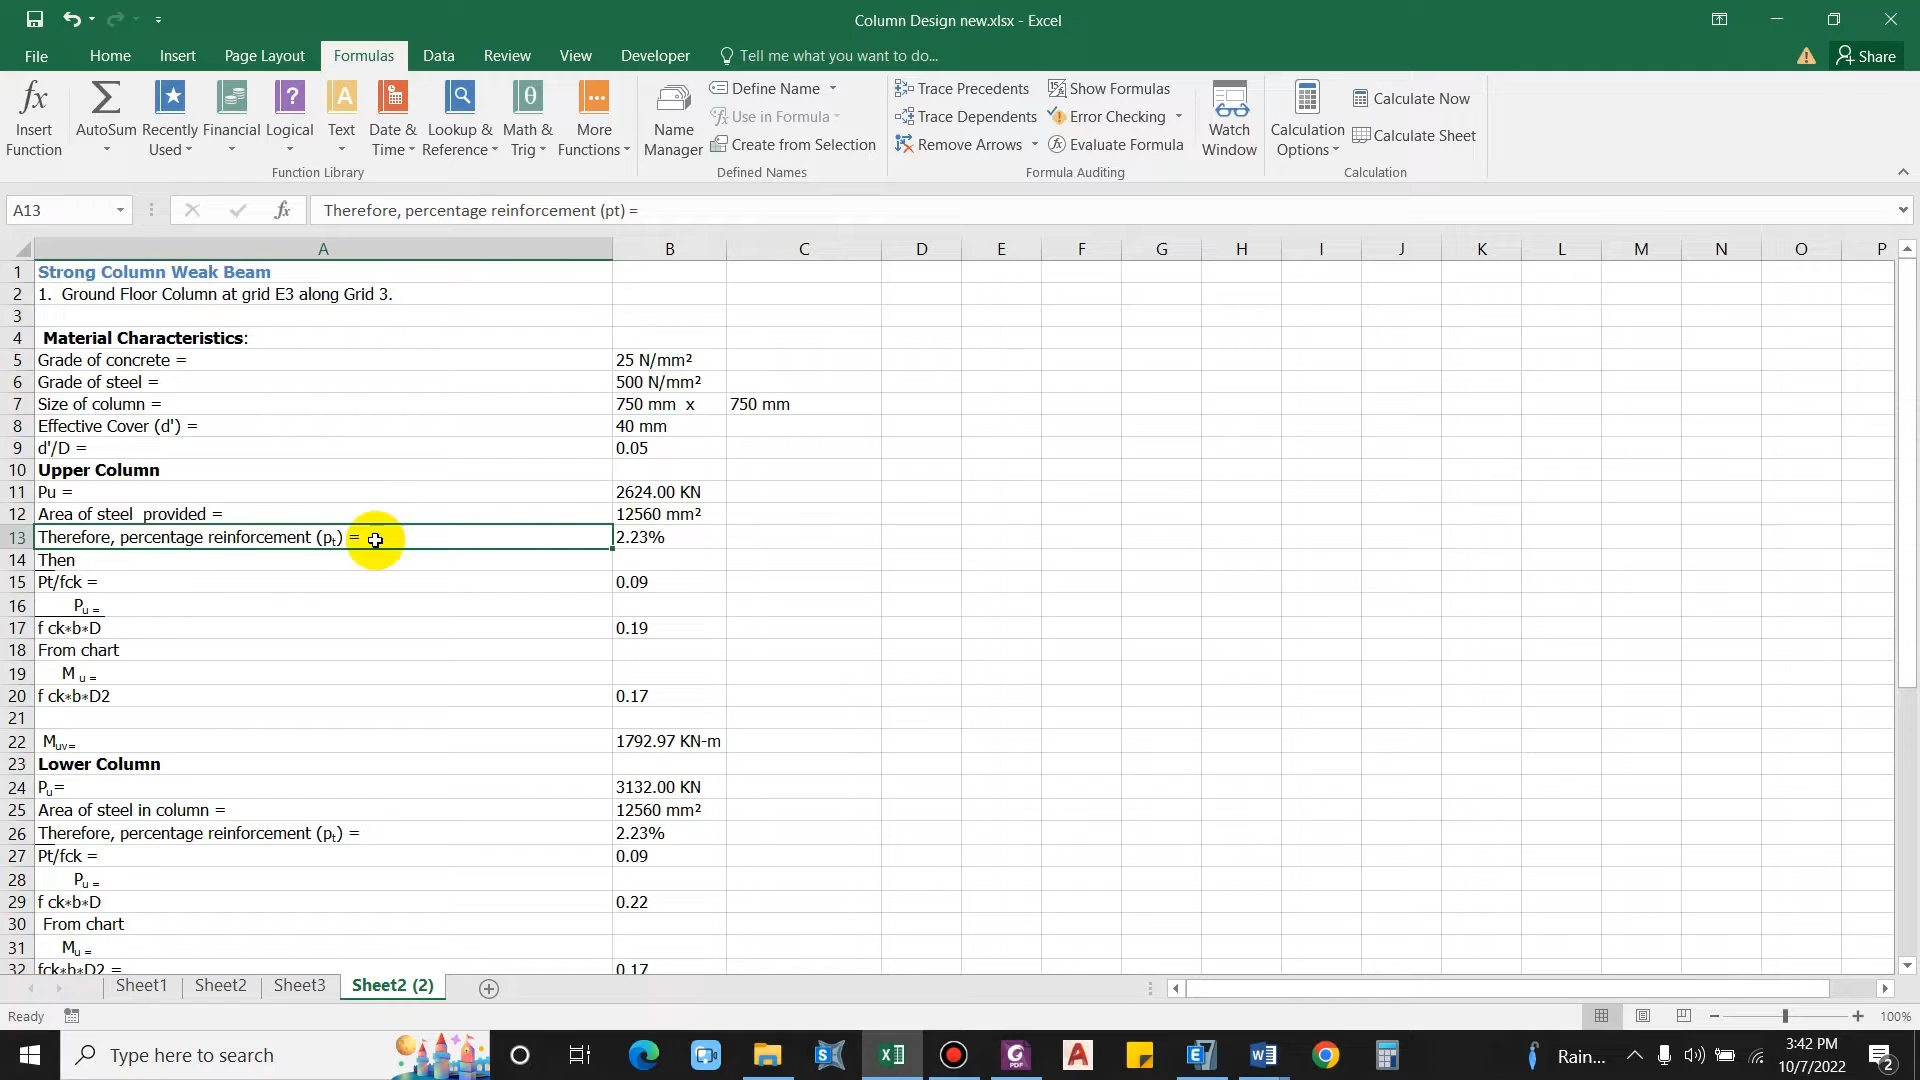 Column Design new.xlsx - Excel
File Home Insert Page Layout Formulas Data Review View Developer Tell me what you want to do... Share
Insert Function
AutoSum
Recently Used
Financial
Logical
Text
Date & Time
Lookup & Reference
Math & Trig
More Functions
Function Library
Name Manager
Define Name
Use in Formula
Create from Selection
Defined Names
Trace Precedents
Trace Dependents
Remove Arrows
Show Formulas
Error Checking
Evaluate Formula
Formula Auditing
Watch Window
Calculation Options
Calculate Now
Calculate Sheet
Calculation
A13 fx Therefore, percentage reinforcement (pt) =
A B C D E F G H I J K L M N O P
1 Strong Column Weak Beam
2 1. Ground Floor Column at grid E3 along Grid 3.
3
4 Material Characteristics:
5 Grade of concrete = 25 N/mm²
6 Grade of steel = 500 N/mm²
7 Size of column = 750 mm x 750 mm
8 Effective Cover (d') = 40 mm
9 d'/D = 0.05
10 Upper Column
11 Pu = 2624.00 KN
12 Area of steel provided = 12560 mm²
13 Therefore, percentage reinforcement (pt) = 2.23%
14 Then
15 Pt/fck = 0.09
16 Pu =
17 f ck*b*D 0.19
18 From chart
19 M u =
20 f ck*b*D2 0.17
21
22 Muv= 1792.97 KN-m
23 Lower Column
24 Pu= 3132.00 KN
25 Area of steel in column = 12560 mm²
26 Therefore, percentage reinforcement (pt) = 2.23%
27 Pt/fck = 0.09
28 Pu =
29 f ck*b*D 0.22
30 From chart
31 Mu =
32 fck*b*D2 = 0.17
Sheet1 Sheet2 Sheet3 Sheet2 (2)
Ready 100%
Type here to search
Rain...
3:42 PM
10/7/2022
2